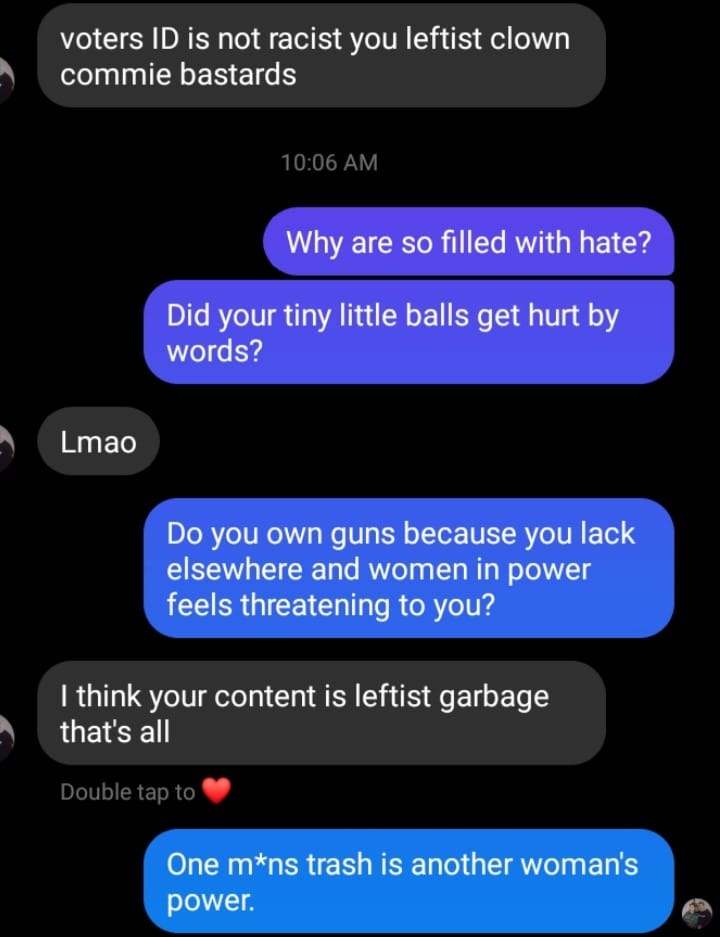 voters ID is not racist you leftist clown
commie bastards
10:06 AM
Why are so filled with hate?
Did your tiny little balls get hurt by
words?
Lmao
Do you own guns because you lack
elsewhere and women in power
feels threatening to you?
I think your content is leftist garbage
that's all
Double tap to ❤️
One m*ns trash is another woman's
power.